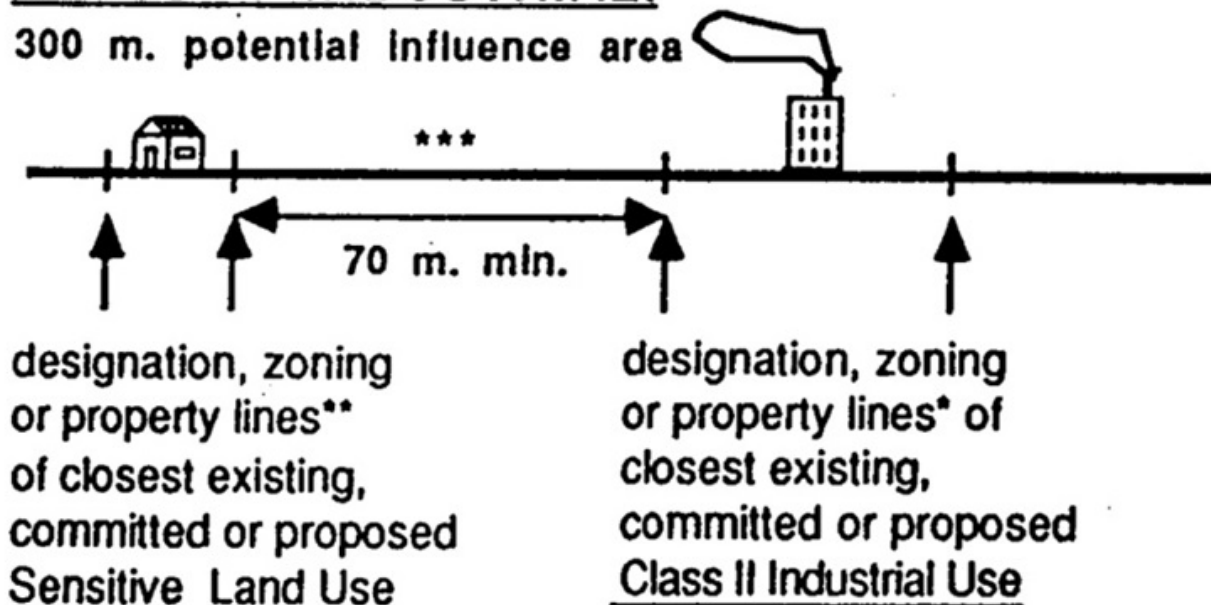 300 m. potential influence area
***
70 m. min.
designation, zoning
or property lines**
of closest existing,
committed or proposed
Sensitive Land Use
designation, zoning
or property lines* of
closest existing,
committed or proposed
Class II Industrial Use